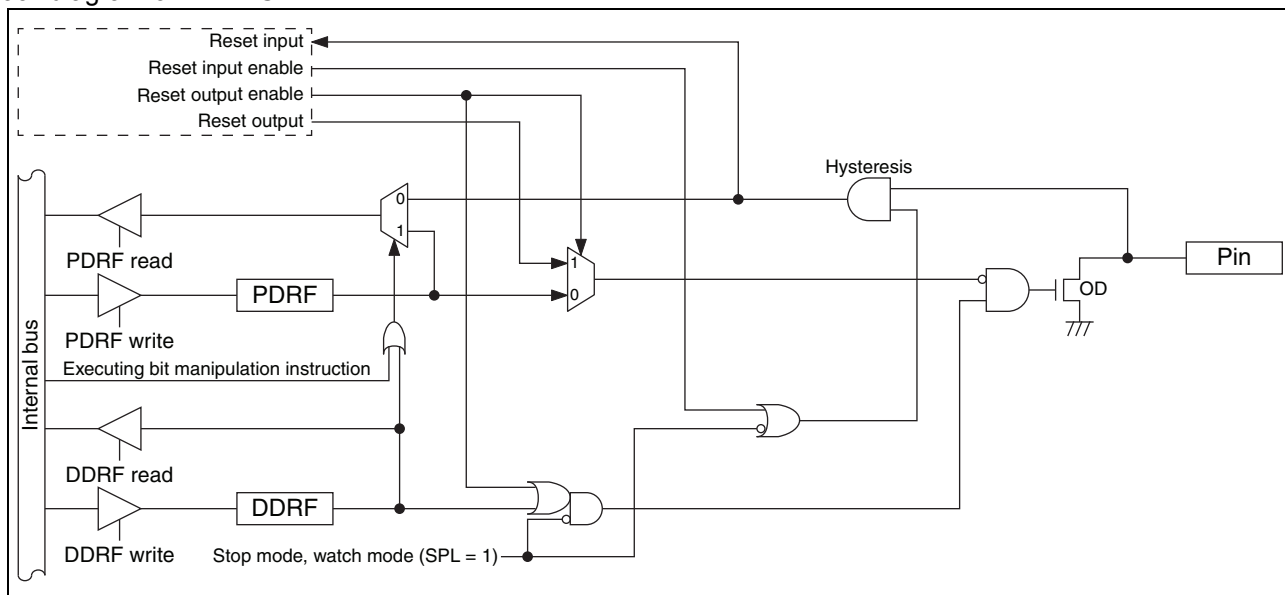 Reset input
Reset input enable
Reset output enable
Reset output
Hysteresis
0
1
PDRF read
1
Pin
PDRF
0
OD
PDRF write
Executing bit manipulation instruction
Internal bus
DDRF read
DDRF
DDRF write
Stop mode, watch mode (SPL = 1)